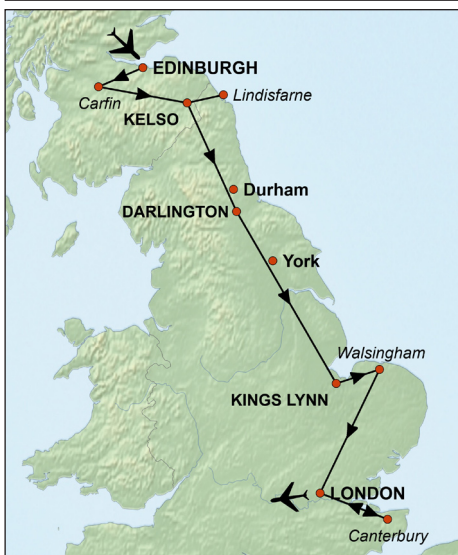 EDINBURGH
Carfin
Lindisfarne
KELSO
Durham
DARLINGTON
York
Walsingham
KINGS LYNN
LONDON
Canterbury